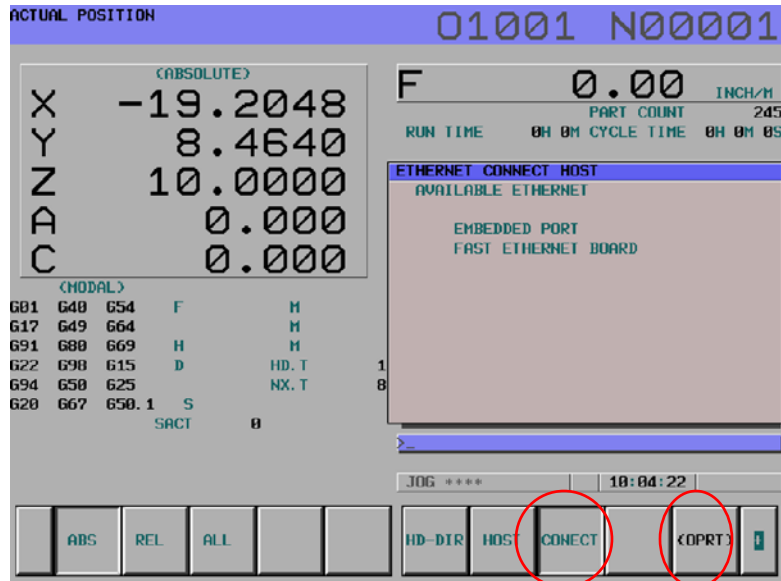 ACTUAL POSITION
O1001 N00001
(ABSOLUTE)
X -19.2048
Y 8.4640
Z 10.0000
A 0.000
C 0.000
(MODAL)
G01 G40 G54 F M
G17 G49 G64 M
G91 G80 G69 H M
G22 G98 G15 D HD.T 1
G94 G50 G25 NX.T 8
G20 G67 G50.1 S
SACT 0
F 0.00 INCH/M
PART COUNT 245
RUN TIME 0H 0M CYCLE TIME 0H 0M 0S
ETHERNET CONNECT HOST
AVAILABLE ETHERNET
EMBEDDED PORT
FAST ETHERNET BOARD
>_
JOG **** 10:04:22
ABS REL ALL HD-DIR HOST CONECT (OPRT) +